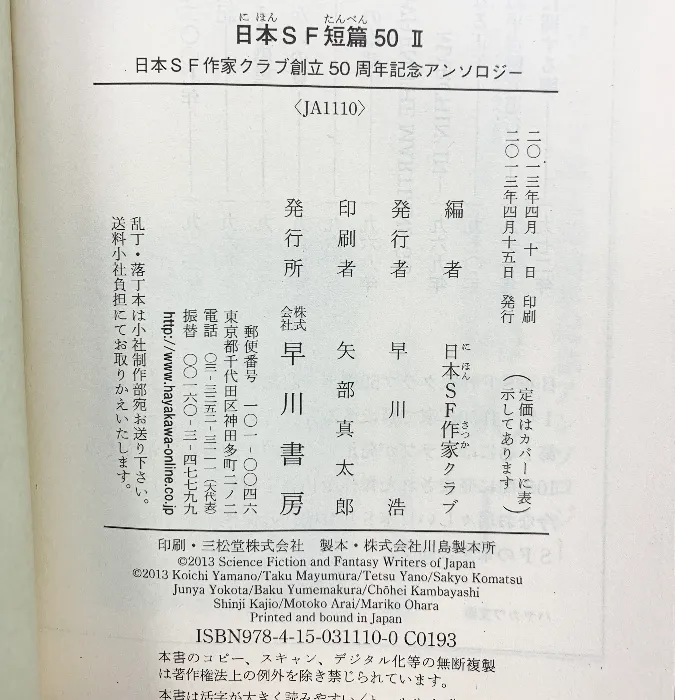 にほん たんぺん
日本SF短篇50 Ⅱ
日本SF作家クラブ創立50周年記念アンソロジー
〈JA1110〉
二〇一三年四月 十 日 印刷
二〇一三年四月十五日 発行
(定価はカバーに表
示してあります)
編者 日本SF作家クラブ
にほん さつか
発行者 早川 浩
印刷者 矢部真太郎
発行所 株式会社 早川書房
郵便番号 一〇一-〇〇四六
東京都千代田区神田多町二ノ二
電話 〇三-三二五二-三一一一(大代表)
振替 〇〇一六〇-三-四七七九九
http://www.hayakawa-online.co.jp
乱丁・落丁本は小社制作部宛お送り下さい。
送料小社負担にてお取りかえいたします。
印刷・三松堂株式会社 製本・株式会社川島製本所
©2013 Science Fiction and Fantasy Writers of Japan
©2013 Koichi Yamano/Taku Mayumura/Tetsu Yano/Sakyo Komatsu
Junya Yokota/Baku Yumemakura/Chōhei Kambayashi
Shinji Kajio/Motoko Arai/Mariko Ohara
Printed and bound in Japan
ISBN978-4-15-031110-0 C0193
本書のコピー、スキャン、デジタル化等の無断複製
は著作権法上の例外を除き禁じられています。